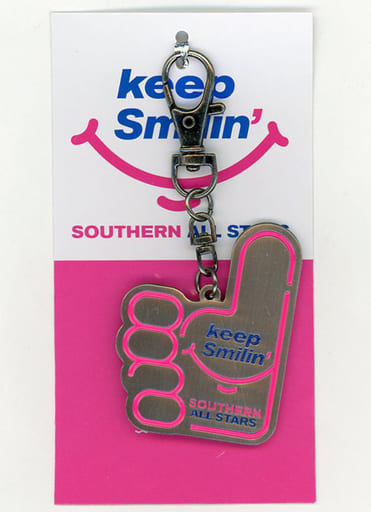 keep
Smilin'
SOUTHERN ALL STARS
keep
Smilin'
SOUTHERN
ALL STARS